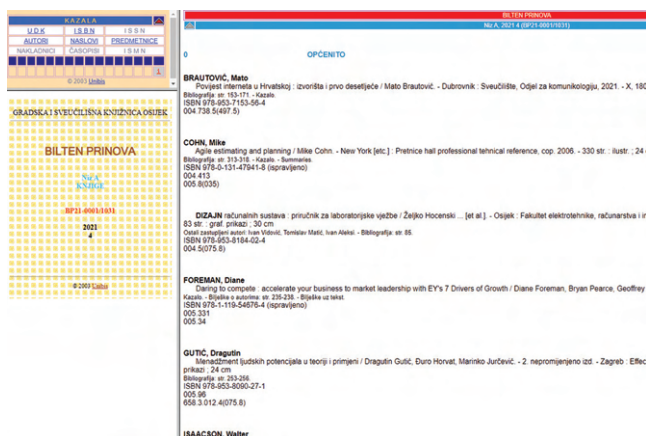 KAZALA
UDK ISBN ISSN
AUTORI NASLOVI PREDMETNICE
NAKLADNICI ČASOPISI ISMN
© 2003 Unibis
GRADSKA I SVEUČILIŠNA KNJIŽNICA OSIJEK
BILTEN PRINOVA
Niz A
KNJIGE
BP21-0001/1031
2021
4
© 2003 Unibis
BILTEN PRINOVA
Niz A, 2021 4 (BP21-0001/1031)
0 OPĆENITO
BRAUTOVIĆ, Mato
Povijest interneta u Hrvatskoj : izvorišta i prvo desetljeće / Mato Brautović. - Dubrovnik : Sveučilište, Odjel za komunikologiju, 2021. - X, 180
Bibliografija: str. 153-171. - Kazalo.
ISBN 978-953-7153-56-4
004.738.5(497.5)
COHN, Mike
Agile estimating and planning / Mike Cohn. - New York [etc.] : Pretnice hall professional tehnical reference, cop. 2006. - 330 str. : ilustr. ; 24
Bibliografija: str. 313-318. - Kazalo. - Summaries.
ISBN 978-0-131-47941-8 (ispravljeno)
004.413
005.8(035)
DIZAJN računalnih sustava : priručnik za laboratorijske vježbe / Željko Hocenski ... [et al.]. - Osijek : Fakultet elektrotehnike, računarstva i in
83 str. : graf. prikazi ; 30 cm
Ostali zastupljeni autori: Ivan Vidović, Tomislav Matić, Ivan Aleksi. - Bibliografija: str. 85.
ISBN 978-953-8184-02-4
004.5(075.8)
FOREMAN, Diane
Daring to compete : accelerate your business to market leadership with EY's 7 Drivers of Growth / Diane Foreman, Bryan Pearce, Geoffrey
Kazalo. - Bilješke o autorima: str. 235-238. - Bilješke uz tekst.
ISBN 978-1-119-54676-4 (ispravljeno)
005.331
005.34
GUTIĆ, Dragutin
Menadžment ljudskih potencijala u teoriji i primjeni / Dragutin Gutić, Đuro Horvat, Marinko Jurčević. - 2. nepromijenjeno izd. - Zagreb : Effec
prikazi ; 24 cm
Bibliografija: str. 253-256.
ISBN 978-953-8090-27-1
005.96
658.3.012.4(075.8)
ISAACSON, Walter